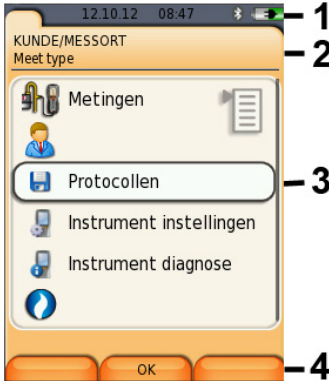 12.10.12 08:47
1
KUNDE/MESSORT
Meet type
2
Metingen
Protocollen
3
Instrument instellingen
Instrument diagnose
OK
4